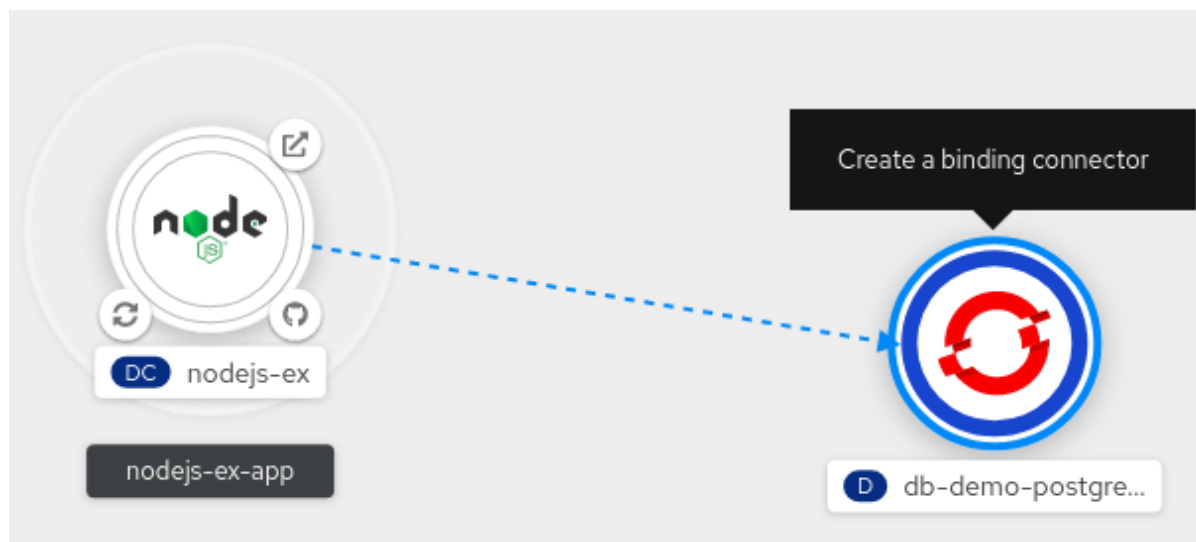 Create a binding connector
node
JS
DC nodejs-ex
nodejs-ex-app
D db-demo-postgre...